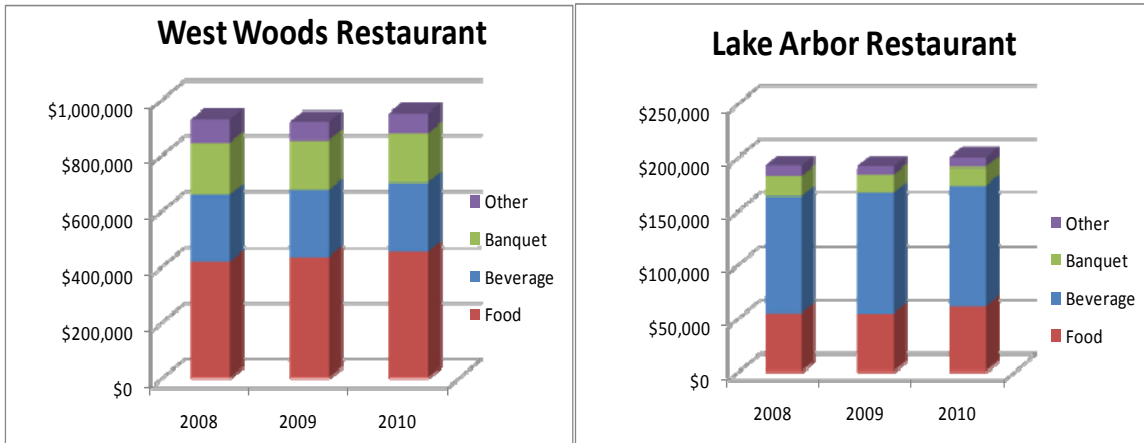 West Woods Restaurant
$1,000,000
$800,000
$600,000
$400,000
$200,000
$0
2008 2009 2010
Other
Banquet
Beverage
Food
Lake Arbor Restaurant
$250,000
$200,000
$150,000
$100,000
$50,000
$0
2008 2009 2010
Other
Banquet
Beverage
Food